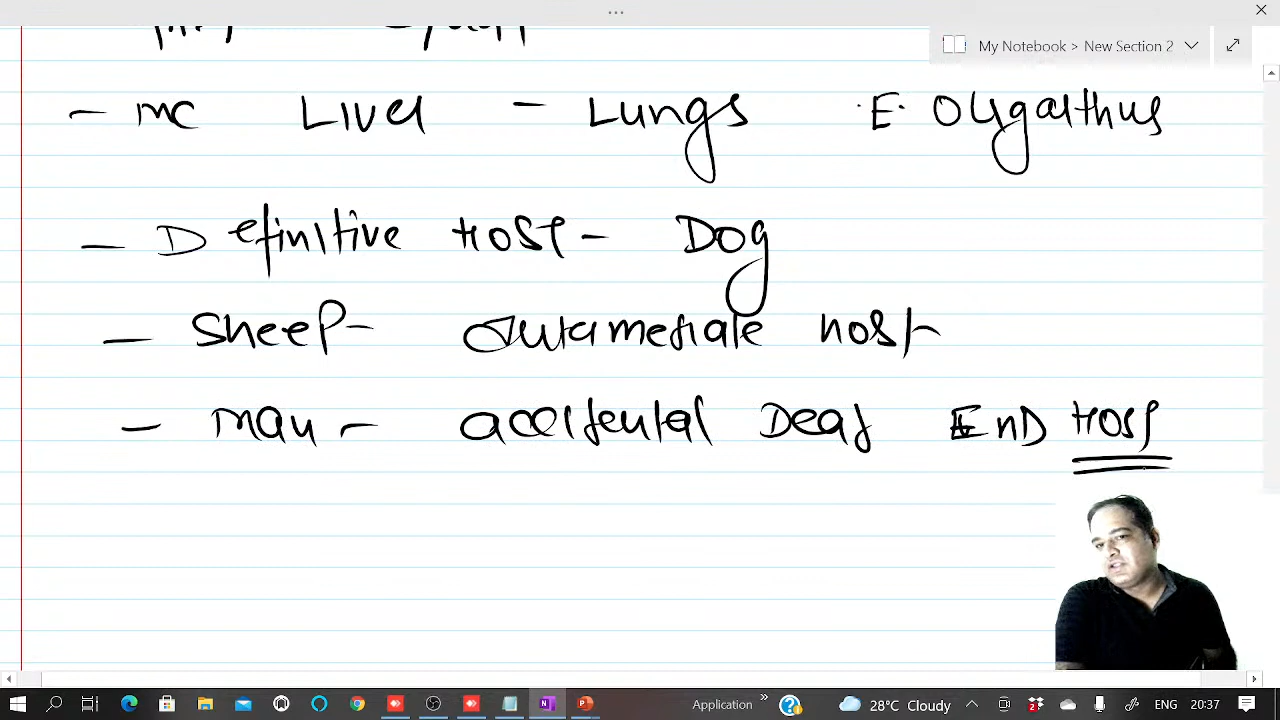 My Notebook > New Section 2
- mc Liver - Lungs E. Oligarthus
- Definitive Host - Dog
- Sheep - Intermediate host
- man - accidental Dead End Host
Application
28°C Cloudy
ENG
20:37